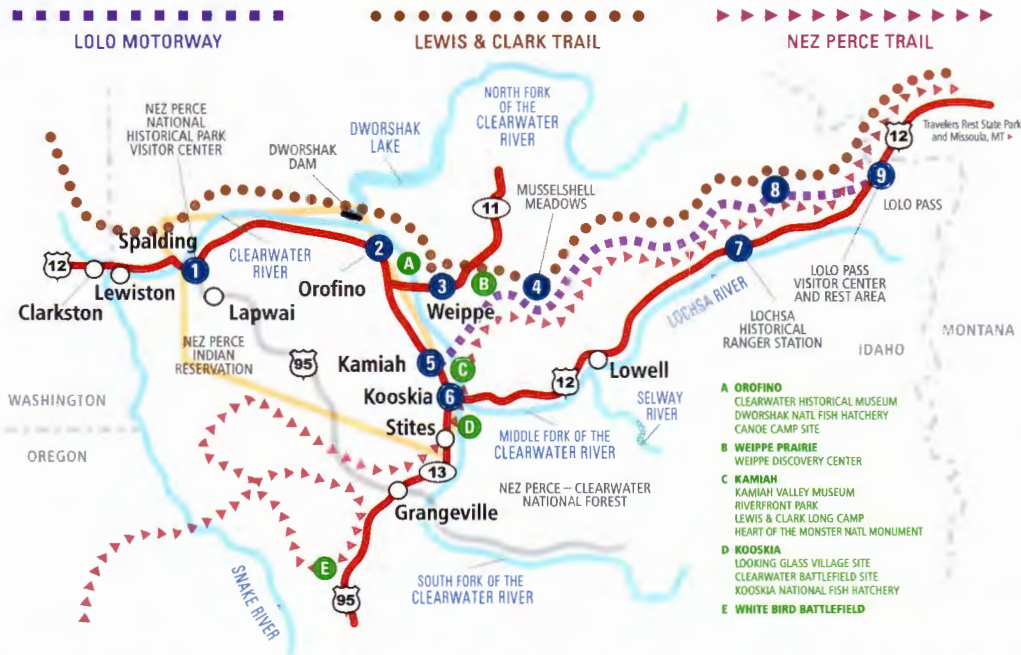 LOLO MOTORWAY
LEWIS & CLARK TRAIL
NEZ PERCE TRAIL
NEZ PERCE
NATIONAL
HISTORICAL PARK
VISITOR CENTER
DWORSHAK
DAM
DWORSHAK
LAKE
NORTH FORK
OF THE
CLEARWATER
RIVER
12
Travelers Rest State Park
and Missoula, MT
11
MUSSELSHELL
MEADOWS
8
9
LOLO PASS
Spalding
12
1
CLEARWATER
RIVER
2
A
3
B
4
7
Clarkston
Lewiston
Lapwai
Orofino
Weippe
LOCHSA RIVER
LOLO PASS
VISITOR CENTER
AND REST AREA
LOCHSA
HISTORICAL
RANGER STATION
MONTANA
IDAHO
NEZ PERCE
INDIAN
RESERVATION
95
Kamiah
5
C
Kooskia
6
12
Lowell
WASHINGTON
OREGON
Stites
D
SELWAY
RIVER
MIDDLE FORK OF THE
CLEARWATER RIVER
13
NEZ PERCE – CLEARWATER
NATIONAL FOREST
Grangeville
E
95
SNAKE RIVER
SOUTH FORK OF THE
CLEARWATER RIVER
A OROFINO
CLEARWATER HISTORICAL MUSEUM
DWORSHAK NATL FISH HATCHERY
CANOE CAMP SITE
B WEIPPE PRAIRIE
WEIPPE DISCOVERY CENTER
C KAMIAH
KAMIAH VALLEY MUSEUM
RIVERFRONT PARK
LEWIS & CLARK LONG CAMP
HEART OF THE MONSTER NATL MONUMENT
D KOOSKIA
LOOKING GLASS VILLAGE SITE
CLEARWATER BATTLEFIELD SITE
KOOSKIA NATIONAL FISH HATCHERY
E WHITE BIRD BATTLEFIELD